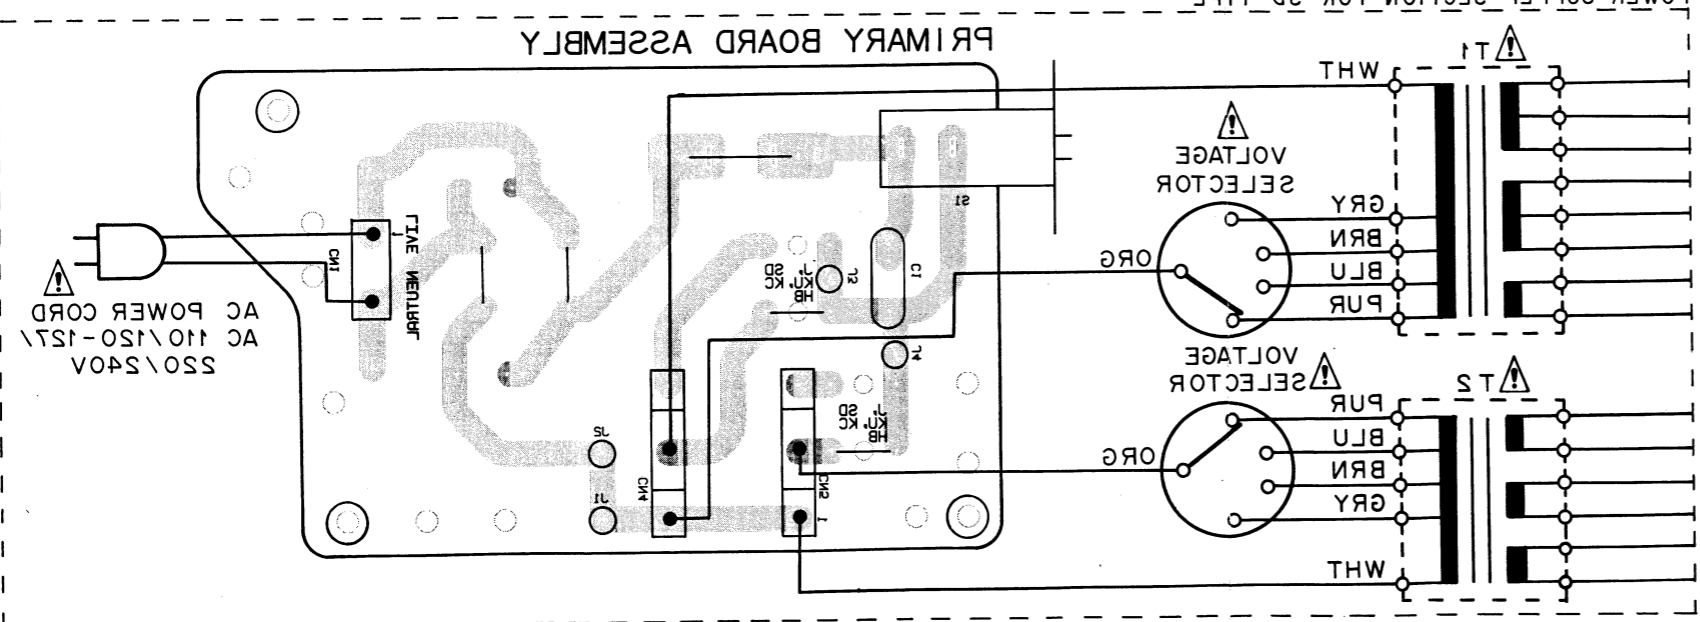 POWER SUPPLY SECTION FOR SD TYPE
PRIMARY BOARD ASSEMBLY
T1
WHT
VOLTAGE
SELECTOR
GRY
BRN
BLU
PUR
ORG
S1
C1
J3
J, SD
KU, KC
HB
J4
LIVE
NEUTRAL
CN1
AC POWER CORD
AC 110/120-127/
220/240V
VOLTAGE
SELECTOR
T2
PUR
BLU
BRN
GRY
ORG
WHT
J, SD
KU, KC
HB
J2
J1
CN4
CN5
1